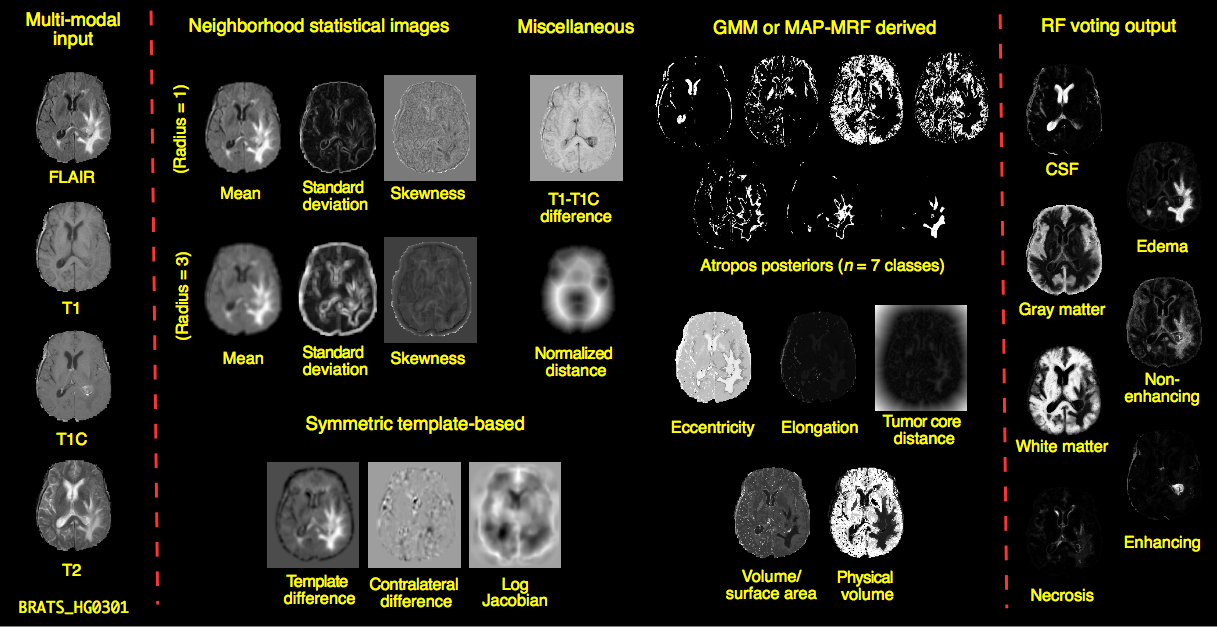 Multi-modal
input
FLAIR
T1
T1C
T2
BRATS_HG0301
Neighborhood statistical images
(Radius = 1)
Mean
Standard
deviation
Skewness
(Radius = 3)
Mean
Standard
deviation
Skewness
Miscellaneous
T1-T1C
difference
Normalized
distance
Symmetric template-based
Template
difference
Contralateral
difference
Log
Jacobian
GMM or MAP-MRF derived
Atropos posteriors (n = 7 classes)
Eccentricity
Elongation
Tumor core
distance
Volume/
surface area
Physical
volume
RF voting output
CSF
Edema
Gray matter
Non-
enhancing
White matter
Enhancing
Necrosis